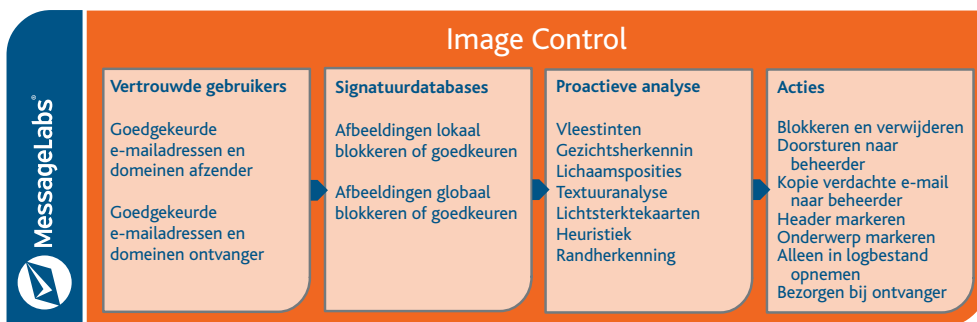 MessageLabs®
Image Control
Vertrouwde gebruikers
Goedgekeurde
e-mailadressen en
domeinen afzender
Goedgekeurde
e-mailadressen en
domeinen ontvanger
Signatuurdatabases
Afbeeldingen lokaal
blokkeren of goedkeuren
Afbeeldingen globaal
blokkeren of goedkeuren
Proactieve analyse
Vleestinten
Gezichtsherkennin
Lichaamsposities
Textuuranalyse
Lichtsterktekaarten
Heuristiek
Randherkenning
Acties
Blokkeren en verwijderen
Doorsturen naar
beheerder
Kopie verdachte e-mail
naar beheerder
Header markeren
Onderwerp markeren
Alleen in logbestand
opnemen
Bezorgen bij ontvanger